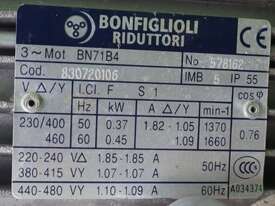 BONFIGLIOLI
RIDUTTORI
3~Mot BN71B4 No 578162
Cod. 830720106 IMB 5 IP 55
V Δ/Y I.Cl. F S 1 cosφ
Hz kW A Δ/Y min-1
230/400 50 0.37 1.82 - 1.05 1370 0.76
460 60 0.45 1.09 1660
220-240 VΔ 1.85-1.85 A 50Hz
380-415 VY 1.07-1.07 A
440-480 VY 1.10 A 60Hz A034374